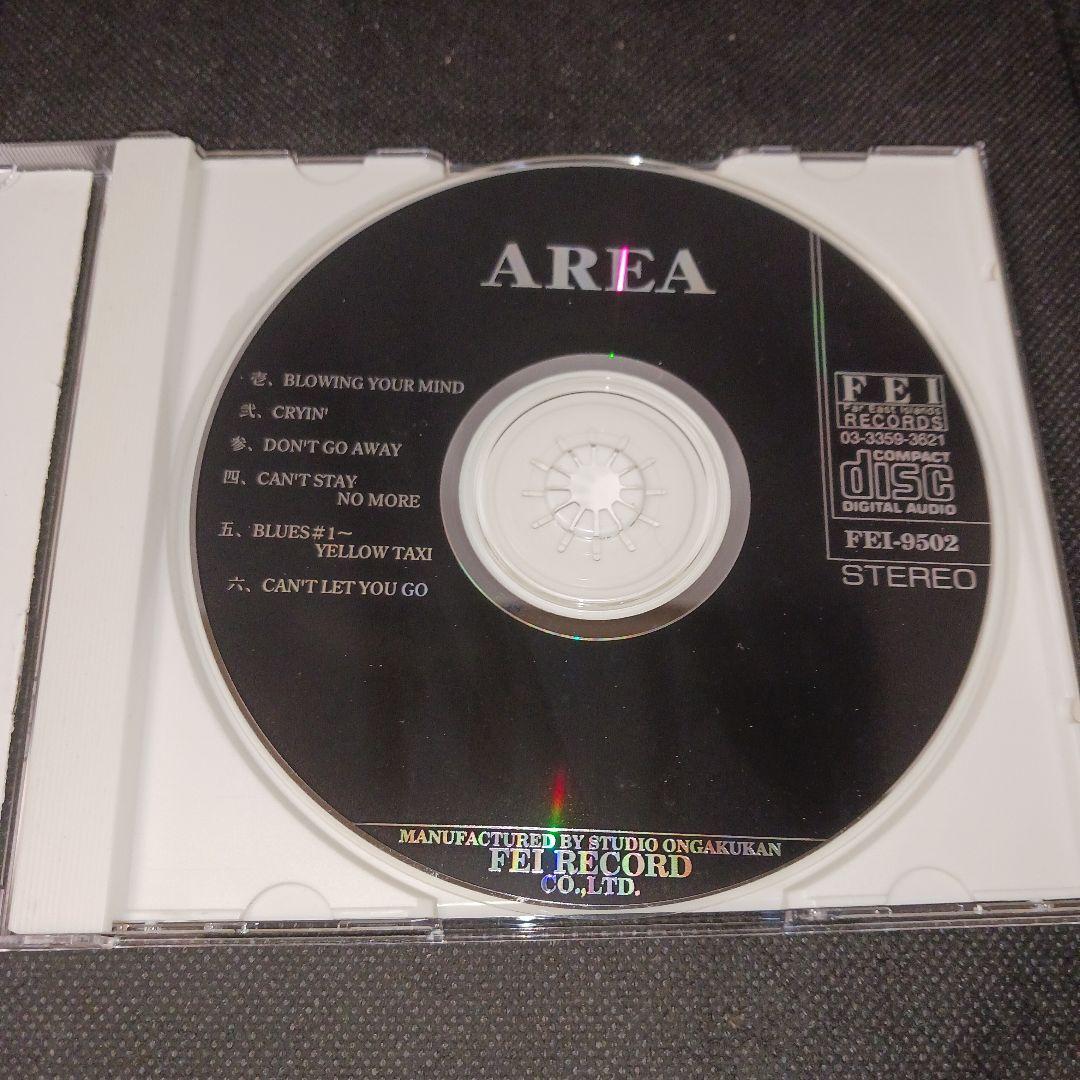 AREA
壱、BLOWING YOUR MIND
弐、CRYIN'
参、DON'T GO AWAY
四、CAN'T STAY
NO MORE
五、BLUES#1〜
YELLOW TAXI
六、CAN'T LET YOU GO
FEI
Far East Islands
RECORDS
03-3359-3621
COMPACT
disc
DIGITAL AUDIO
FEI-9502
STEREO
MANUFACTURED BY STUDIO ONGAKUKAN
FEI RECORD
CO.,LTD.